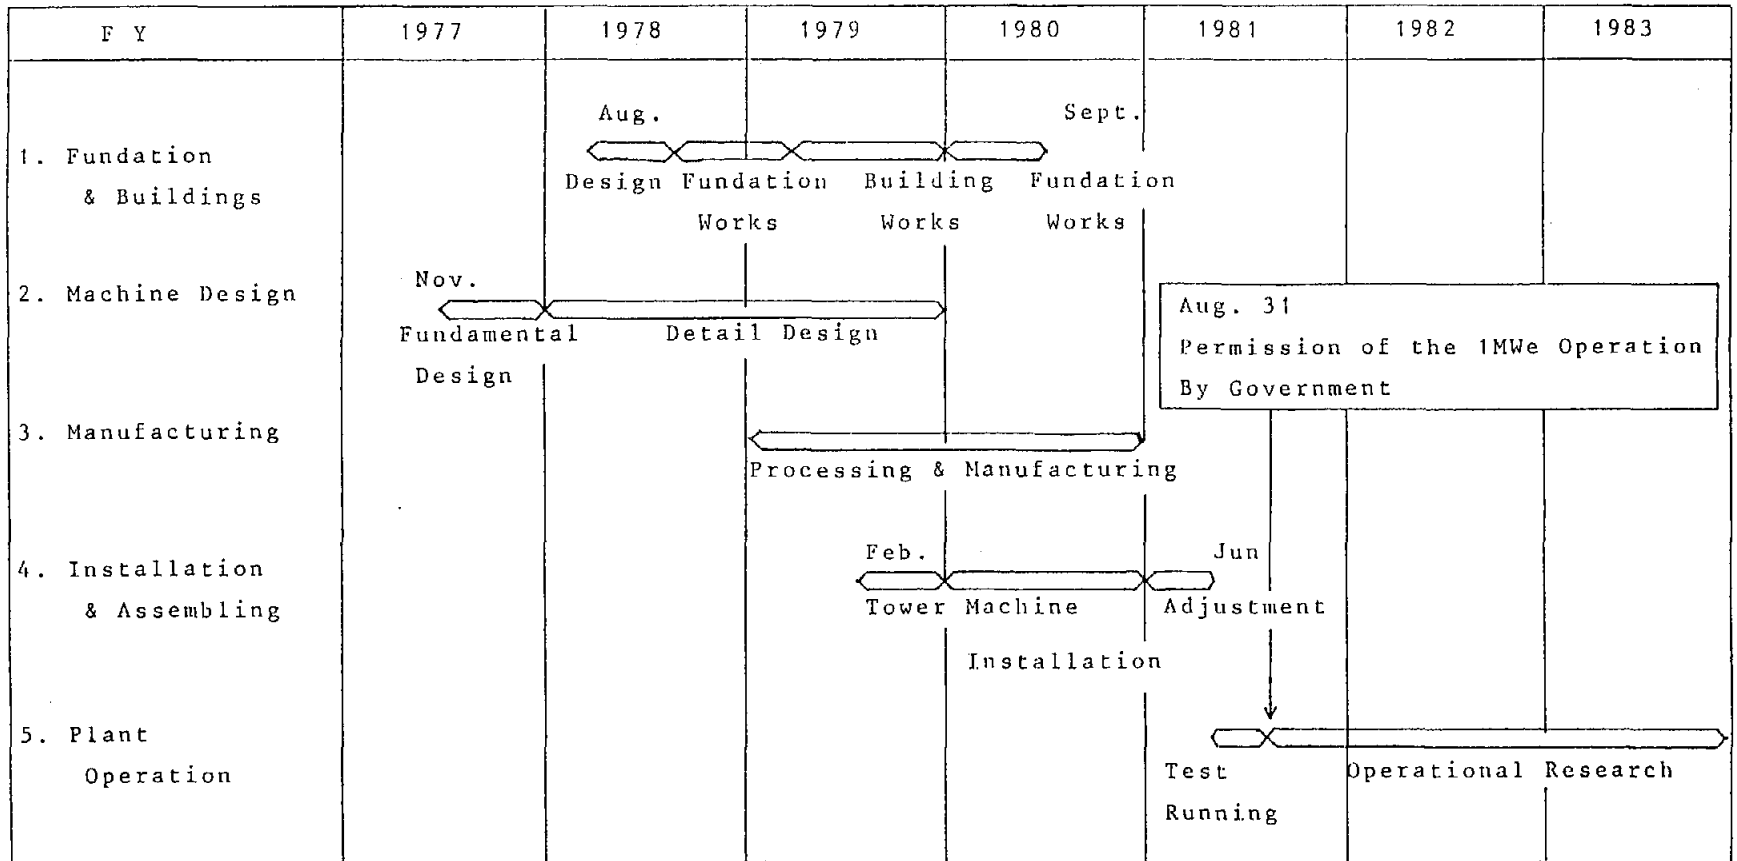 F Y 1977 1978 1979 1980 1981 1982 1983
Aug. Sept.
1. Fundation
& Buildings
Design Fundation Building Fundation
Works Works Works
Nov.
2. Machine Design
Fundamental Detail Design
Design
Aug. 31
Permission of the 1MWe Operation
By Government
3. Manufacturing
Processing & Manufacturing
Feb. Jun
4. Installation
& Assembling
Tower Machine Adjustment
Installation
5. Plant
Operation
Test Operational Research
Running